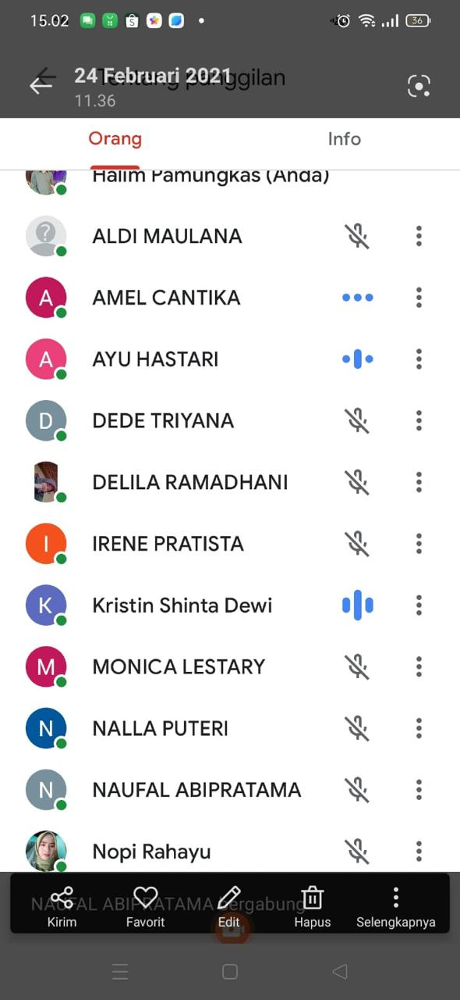 15.02
36
Tentang panggilan
24 Februari 2021
11.36
Orang
Info
Halim Pamungkas (Anda)
ALDI MAULANA
A AMEL CANTIKA
A AYU HASTARI
D DEDE TRIYANA
DELILA RAMADHANI
I IRENE PRATISTA
K Kristin Shinta Dewi
M MONICA LESTARY
N NALLA PUTERI
N NAUFAL ABIPRATAMA
Nopi Rahayu
NAUFAL ABIPRATAMA bergabung
Kirim
Favorit
Edit
Hapus
Selengkapnya